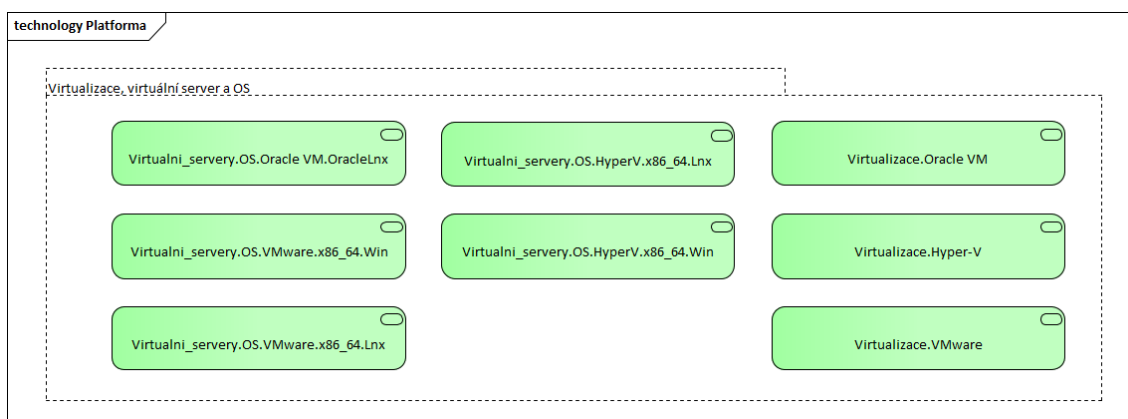 technology Platforma
Virtualizace, virtuální server a OS
Virtualni_servery.OS.Oracle VM.OracleLnx
Virtualni_servery.OS.HyperV.x86_64.Lnx
Virtualizace.Oracle VM
Virtualni_servery.OS.VMware.x86_64.Win
Virtualni_servery.OS.HyperV.x86_64.Win
Virtualizace.Hyper-V
Virtualni_servery.OS.VMware.x86_64.Lnx
Virtualizace.VMware